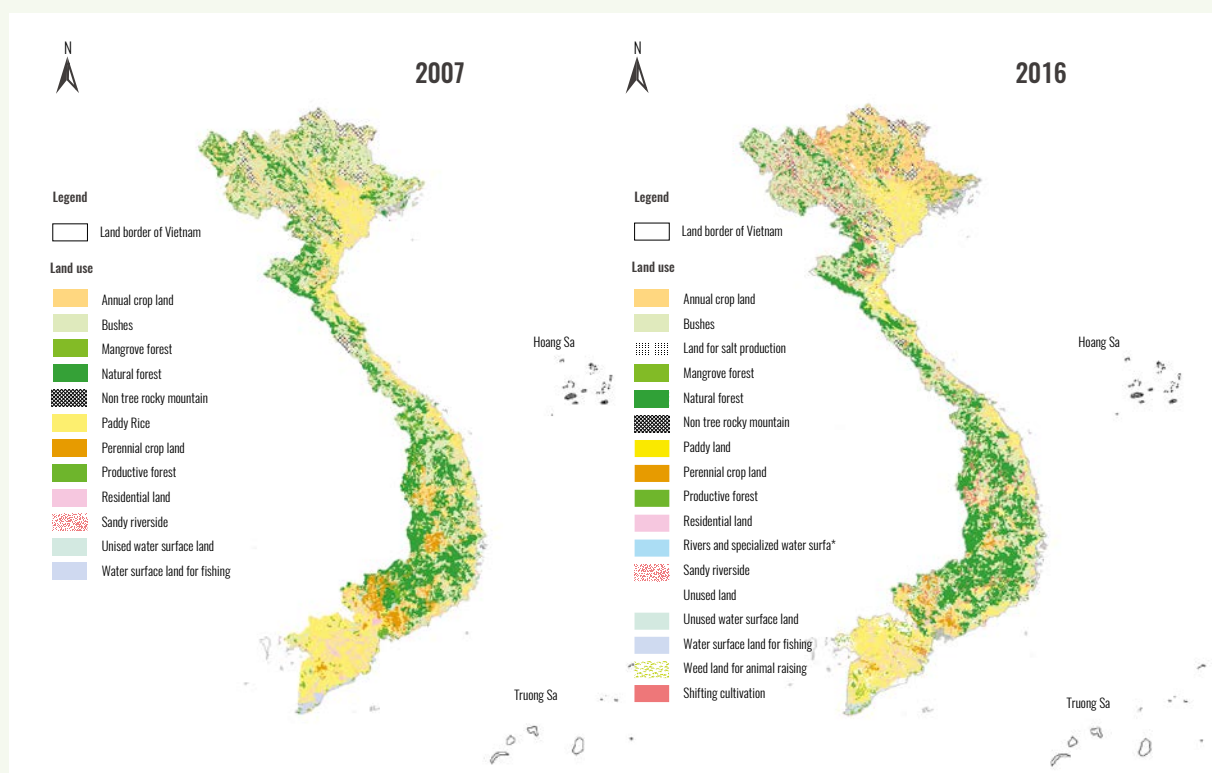 N
2007
Legend
Land border of Vietnam
Land use
Annual crop land
Bushes
Mangrove forest
Natural forest
Non tree rocky mountain
Paddy Rice
Perennial crop land
Productive forest
Residential land
Sandy riverside
Unised water surface land
Water surface land for fishing
Hoang Sa
Truong Sa
N
2016
Legend
Land border of Vietnam
Land use
Annual crop land
Bushes
Land for salt production
Mangrove forest
Natural forest
Non tree rocky mountain
Paddy land
Perennial crop land
Productive forest
Residential land
Rivers and specialized water surfa*
Sandy riverside
Unused land
Unused water surface land
Water surface land for fishing
Weed land for animal raising
Shifting cultivation
Hoang Sa
Truong Sa